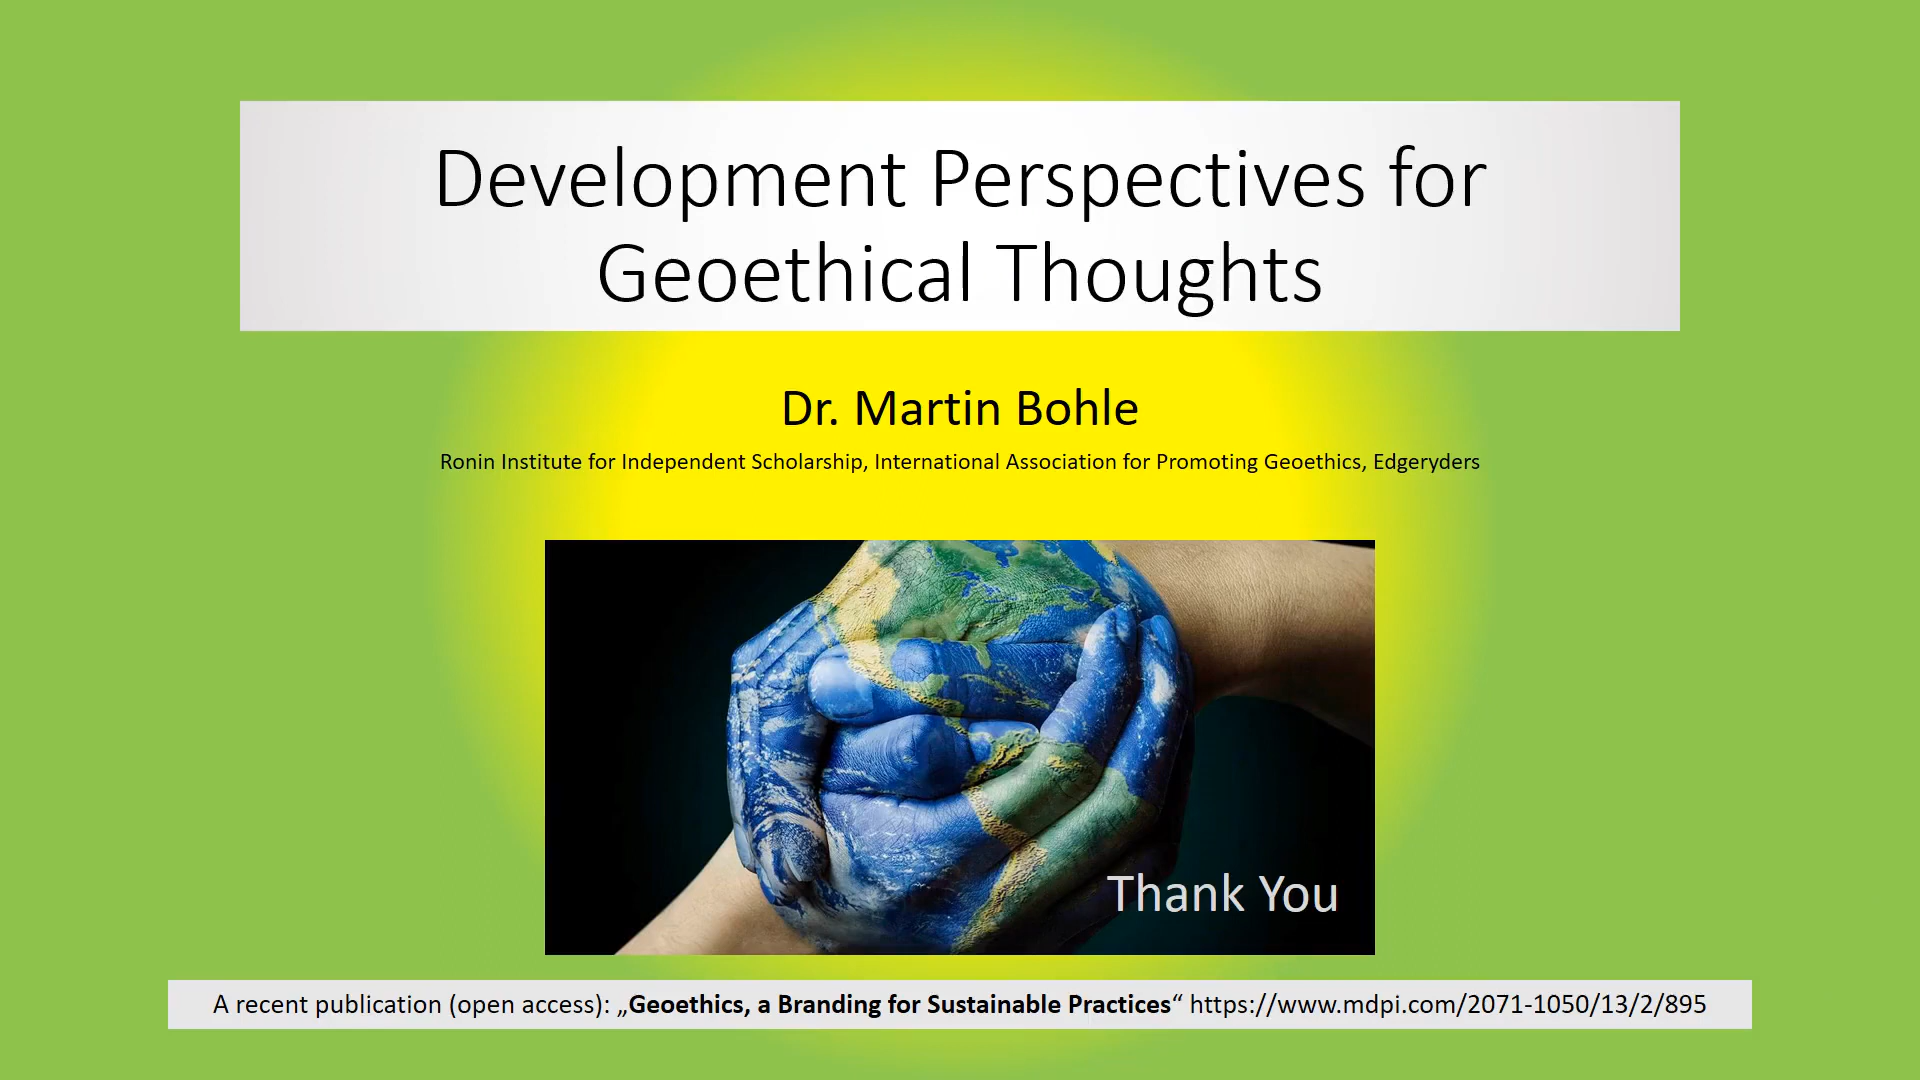 Development Perspectives for
Geoethical Thoughts
Dr. Martin Bohle
Ronin Institute for Independent Scholarship, International Association for Promoting Geoethics, Edgeryders
Thank You
A recent publication (open access): „Geoethics, a Branding for Sustainable Practices“ https://www.mdpi.com/2071-1050/13/2/895